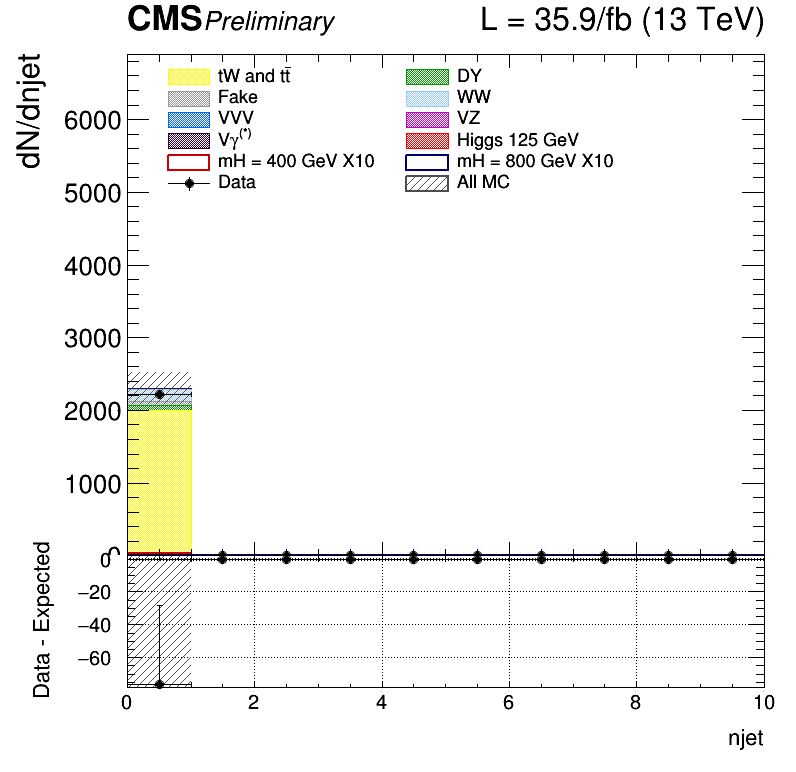 CMS Preliminary L = 35.9/fb (13 TeV)
dN/dnjet
tW and tt̄ DY
Fake WW
VVV VZ
Vγ(*) Higgs 125 GeV
mH = 400 GeV X10 mH = 800 GeV X10
Data All MC
6000
5000
4000
3000
2000
1000
Data - Expected
0
−20
−40
−60
0 2 4 6 8 10
njet